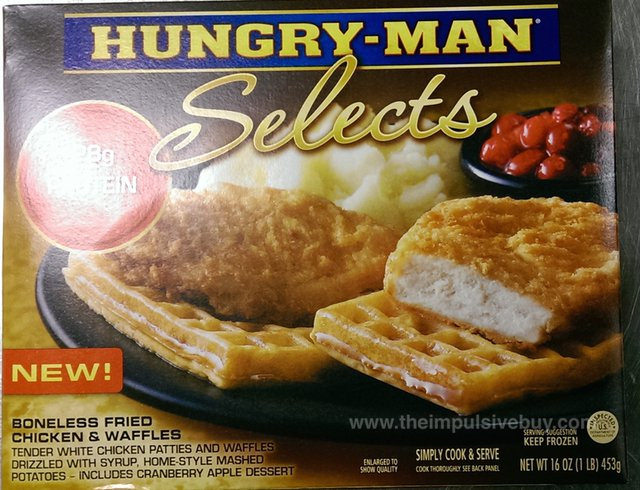 HUNGRY-MAN®
Selects
NEW!
BONELESS FRIED
CHICKEN & WAFFLES
TENDER WHITE CHICKEN PATTIES AND WAFFLES
DRIZZLED WITH SYRUP, HOME-STYLE MASHED
POTATOES - INCLUDES CRANBERRY APPLE DESSERT
ENLARGED TO
SHOW QUALITY
SIMPLY COOK & SERVE
COOK THOROUGHLY SEE BACK PANEL
www.theimpulsivebuy.com
SERVING SUGGESTION
KEEP FROZEN
NET WT 16 OZ (1 LB) 453g